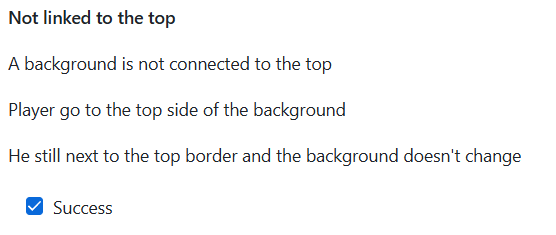 Not linked to the top
A background is not connected to the top
Player go to the top side of the background
He still next to the top border and the background doesn't change
Success